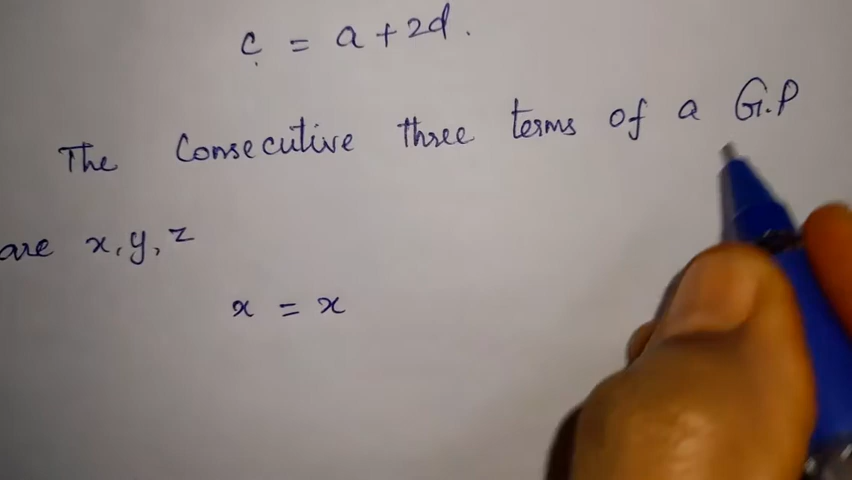 c = a + 2d.
The Consecutive three terms of a G.P
are x, y, z
x = x